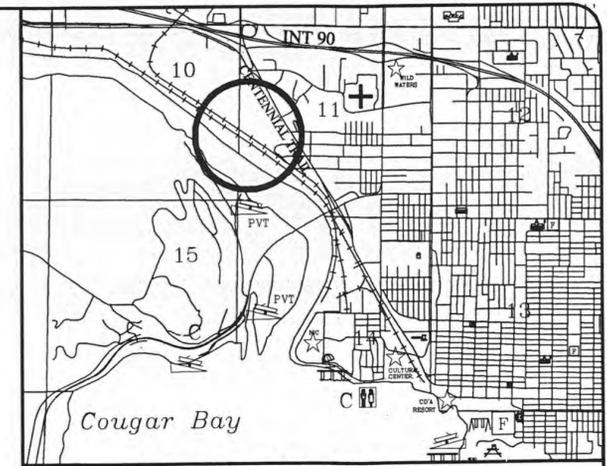 INT 90
10
CENTENNIAL TRAIL
WILD
WATERS
11
12
PVT
15
PVT
13
F
NIC
14
F
CULTURAL
CENTER
CD'A
RESORT
C
F
Cougar Bay